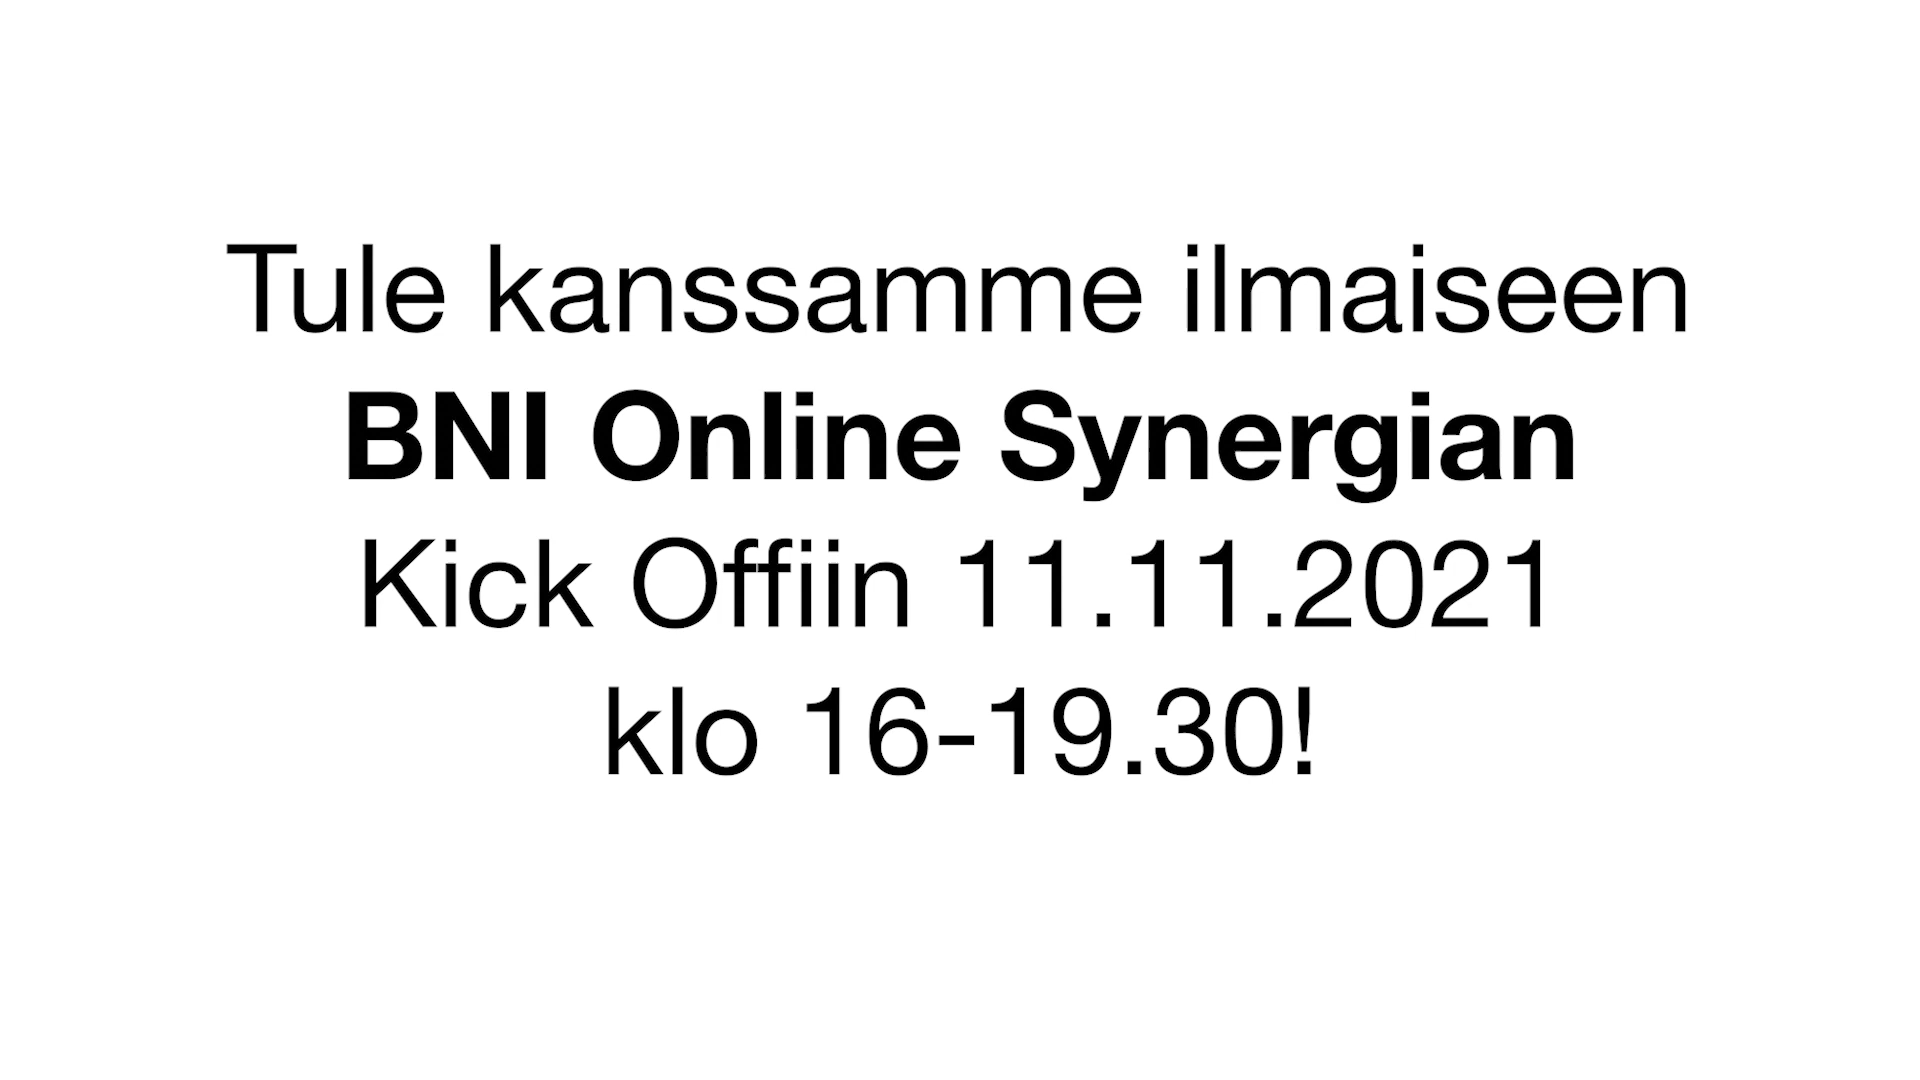 Tule kanssamme ilmaiseen
BNI Online Synergian
Kick Offiin 11.11.2021
klo 16-19.30!